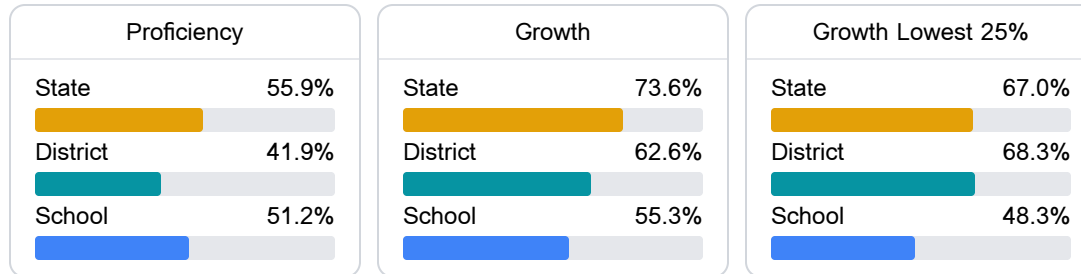 Proficiency
State 55.9%
District 41.9%
School 51.2%
Growth
State 73.6%
District 62.6%
School 55.3%
Growth Lowest 25%
State 67.0%
District 68.3%
School 48.3%